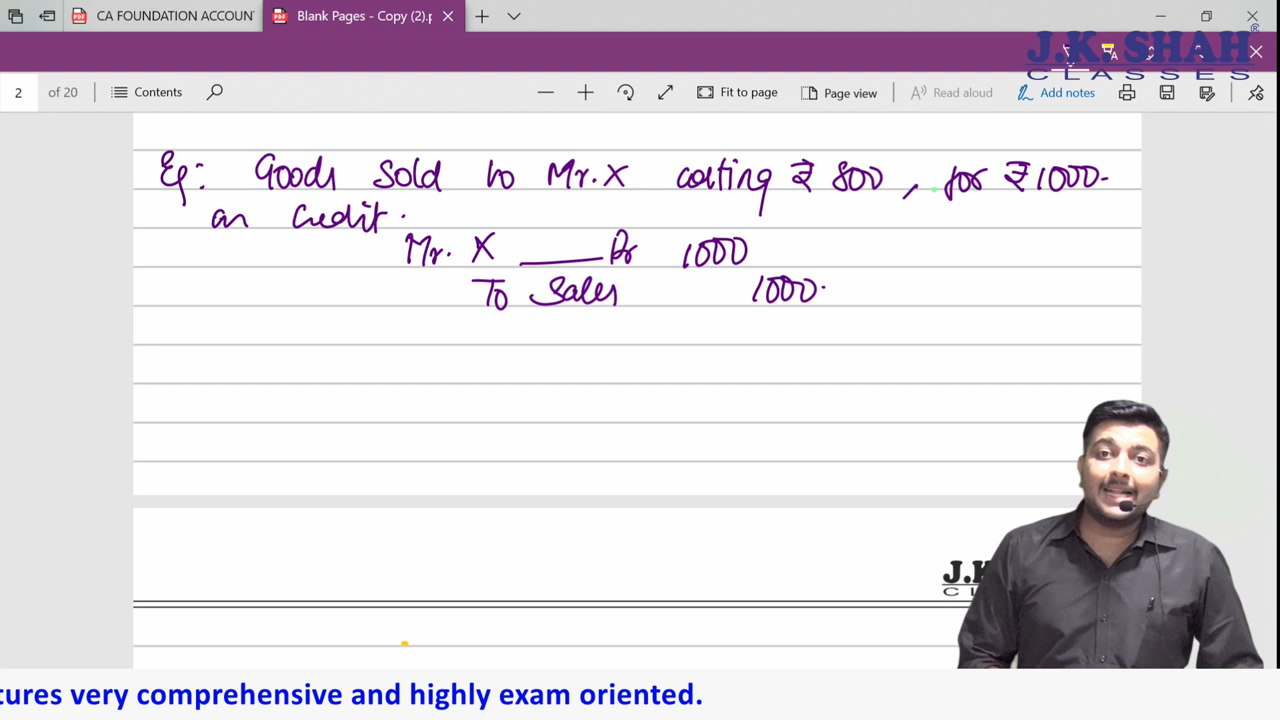 CA FOUNDATION ACCOUN
Blank Pages - Copy (2).p
J.K. SHAH®
CLASSES
2 of 20
Contents
Fit to page
Page view
Read aloud
Add notes
Eg: Goods sold to Mr. X costing ₹ 800, for ₹ 1000.
on credit.
Mr. X ____ Dr 1000
To Sales 1000.
J.K
C L
tures very comprehensive and highly exam oriented.